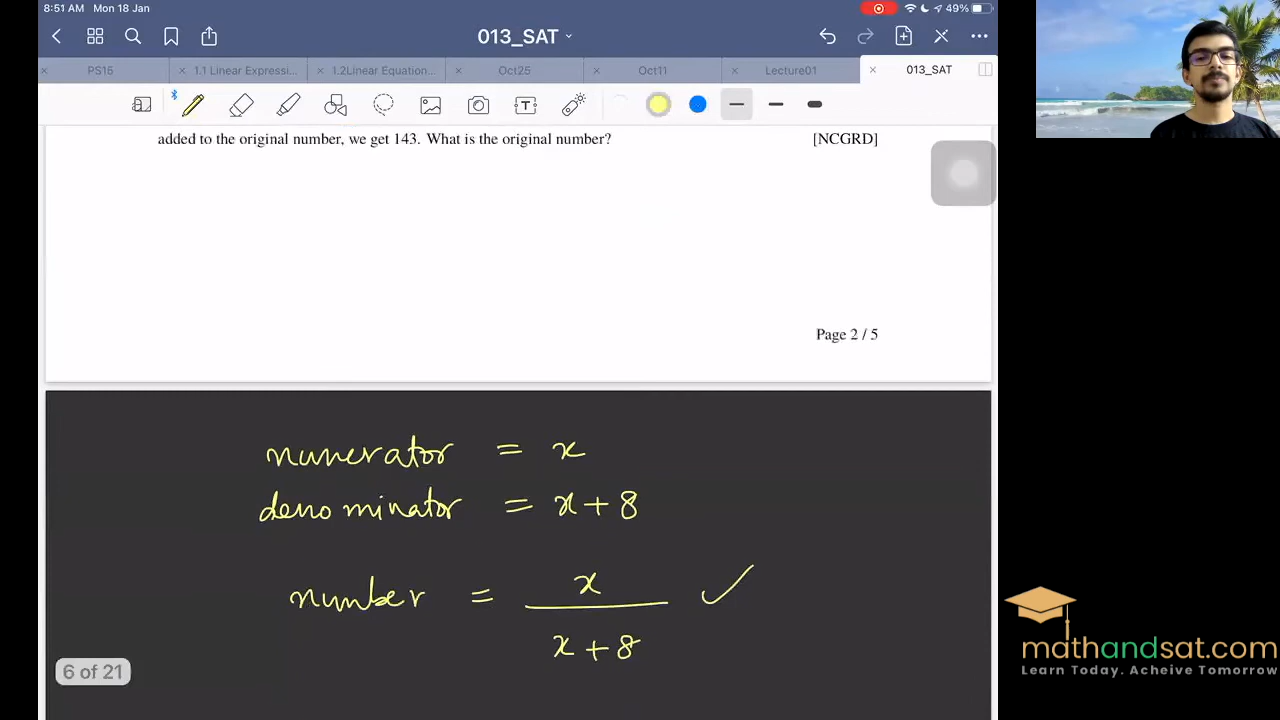 8:51 AM Mon 18 Jan
49%
013_SAT
PS16
1.1 Linear Expressi...
1.2Linear Equation...
Oct25
Oct11
Lecture01
013_SAT
added to the original number, we get 143. What is the original number? [NCGRD]
Page 2 / 5
nunerator = x
denominator = x+8
number = x
x+8
6 of 21
mathandsat.com
Learn Today. Acheive Tomorrow